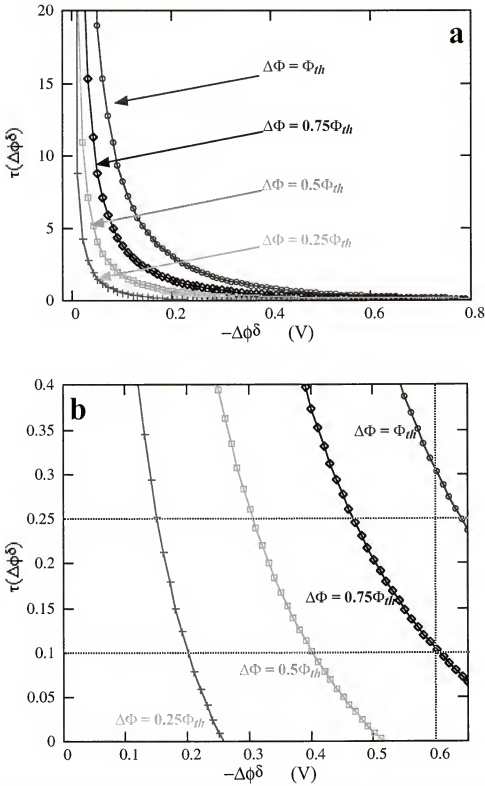 a
20
15
10
5
0
τ(Δϕᵟ)
ΔΦ = Φth
ΔΦ = 0.75Φth
ΔΦ = 0.5Φth
ΔΦ = 0.25Φth
0 0.2 0.4 0.6 0.8
−Δϕᵟ (V)
b
0.4
0.35
0.3
0.25
0.2
0.15
0.1
0.05
0
τ(Δϕᵟ)
ΔΦ = Φth
ΔΦ = 0.75Φth
ΔΦ = 0.5Φth
ΔΦ = 0.25Φth
0 0.1 0.2 0.3 0.4 0.5 0.6
−Δϕᵟ (V)